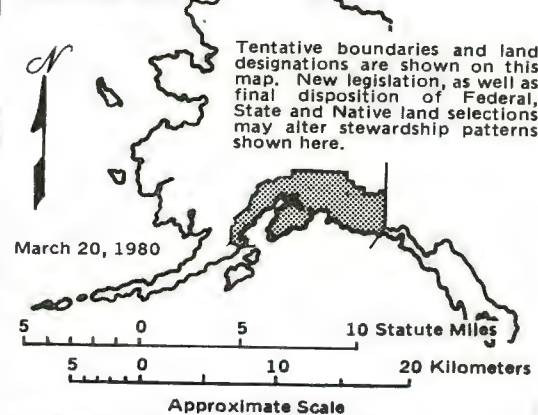 N
Tentative boundaries and land
designations are shown on this
map. New legislation, as well as
final disposition of Federal,
State and Native land selections
may alter stewardship patterns
shown here.
March 20, 1980
5 0 5 10 Statute Miles
5 0 10 20 Kilometers
Approximate Scale